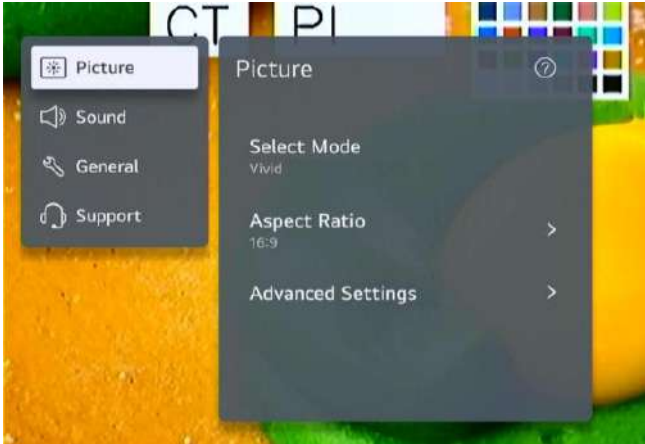 CT PI
Picture
Sound
General
Support
Picture
Select Mode
Vivid
Aspect Ratio
16:9
Advanced Settings